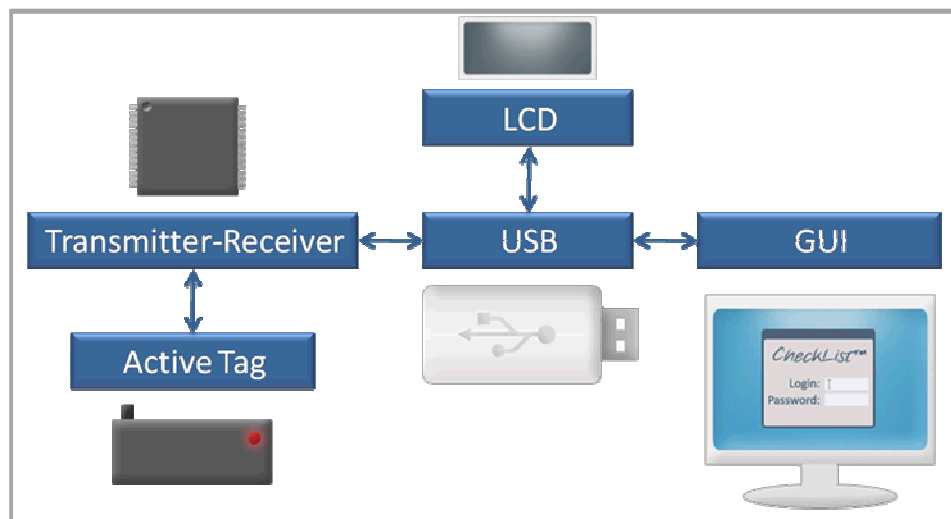 LCD
Transmitter-Receiver
USB
GUI
Active Tag
CheckList™
Login:
Password: